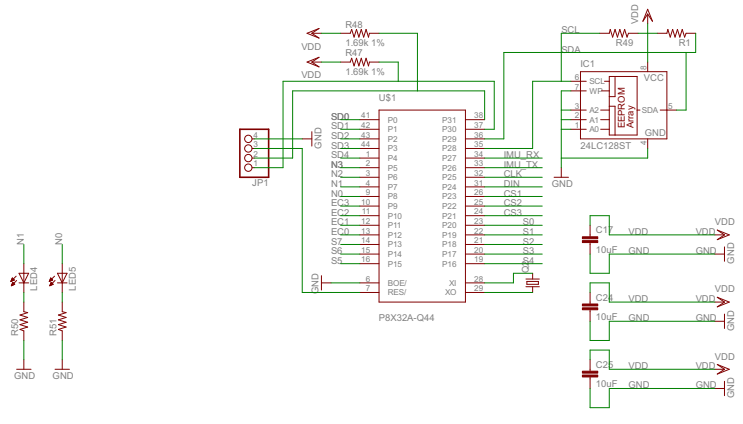 R48
VDD
1.69k 1%
R47
VDD
1.69k 1%
SCL
R49
VDD
R1
SDA
IC1
6 SCL
7 WP
3 A2
2 A1
1 A0
EEPROM
Array
8
VCC
SDA 5
GND
4
24LC128ST
GND
U$1
SD0 41 P0
SD1 42 P1
SD2 43 P2
SD3 44 P3
SD4 1 P4
N3 2 P5
N2 3 P6
N1 4 P7
N0 9 P8
EC3 10 P9
EC2 11 P10
EC1 12 P11
EC0 13 P12
S7 14 P13
S6 15 P14
S5 16 P15
GND 6 BOE/
7 RES/
P31 38
P30 37
P29 36
P28 35
P27 34 IMU_RX
P26 33 IMU_TX
P25 32 CLK
P24 31 DIN
P23 26 CS1
P22 25 CS2
P21 24 CS3
P20 23 S0
P19 22 S1
P18 21 S2
P17 20 S3
P16 19 S4
XI 28
XO 29
P8X32A-Q44
GND
4
3
2
1
JP1
N1
LED4
R50
GND
N0
LED5
R51
GND
C17
10uF
VDD
VDD
VDD
GND
GND
GND
C24
10uF
VDD
VDD
VDD
GND
GND
GND
C25
10uF
VDD
VDD
VDD
GND
GND
GND